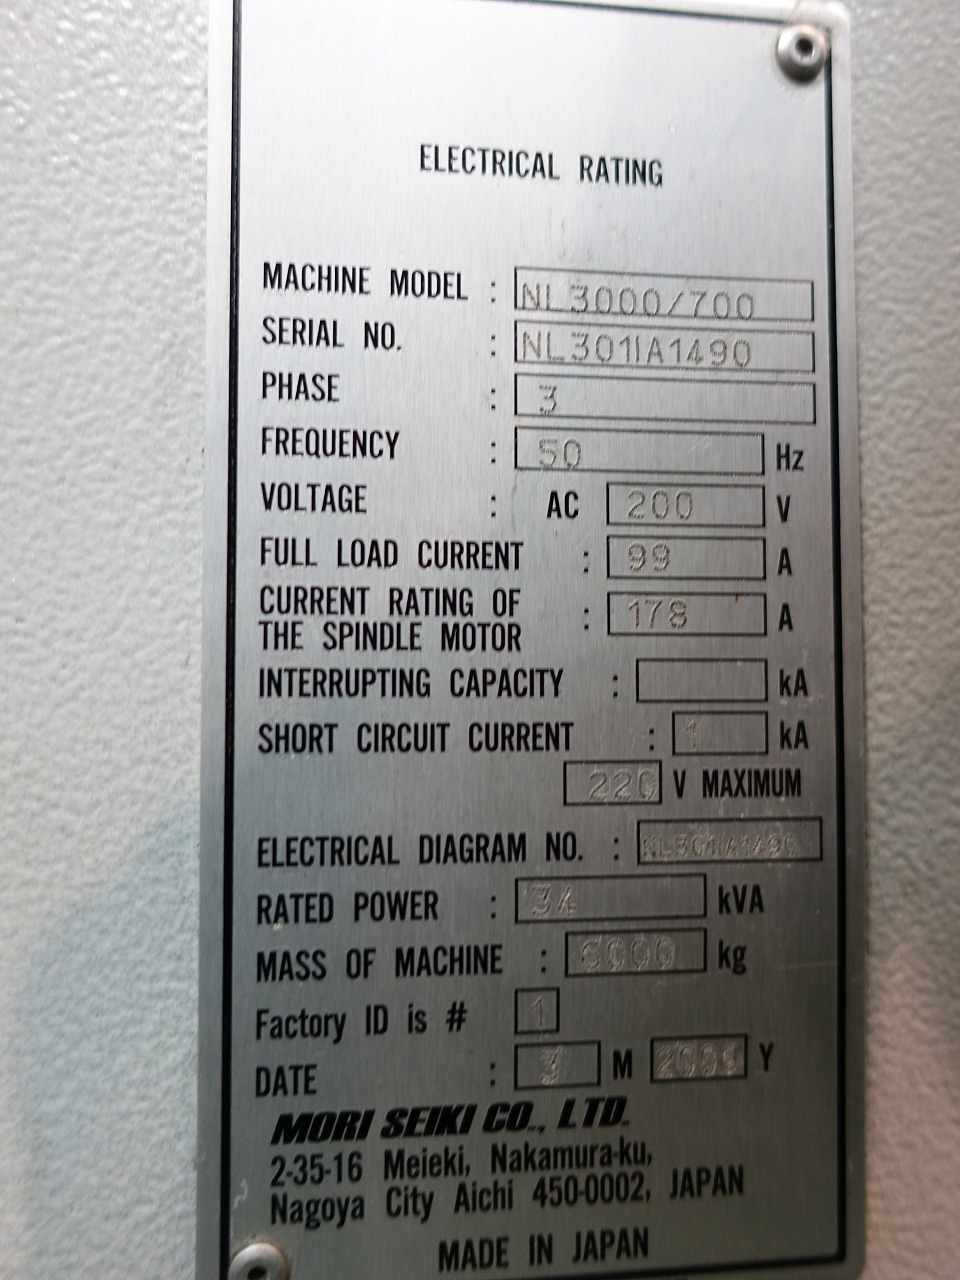 ELECTRICAL RATING
MACHINE MODEL : NL3000/700
SERIAL NO. : NL301IA1490
PHASE : 3
FREQUENCY : 50 Hz
VOLTAGE : AC 200 V
FULL LOAD CURRENT : 99 A
CURRENT RATING OF
THE SPINDLE MOTOR : 178 A
INTERRUPTING CAPACITY : kA
SHORT CIRCUIT CURRENT : 1 kA
220 V MAXIMUM
ELECTRICAL DIAGRAM NO. : NL301IA1490
RATED POWER : 34 kVA
MASS OF MACHINE : 6000 kg
Factory ID is # 1
DATE : 3 M Y
MORI SEIKI CO., LTD.
2-35-16 Meieki, Nakamura-ku,
Nagoya City Aichi 450-0002, JAPAN
MADE IN JAPAN